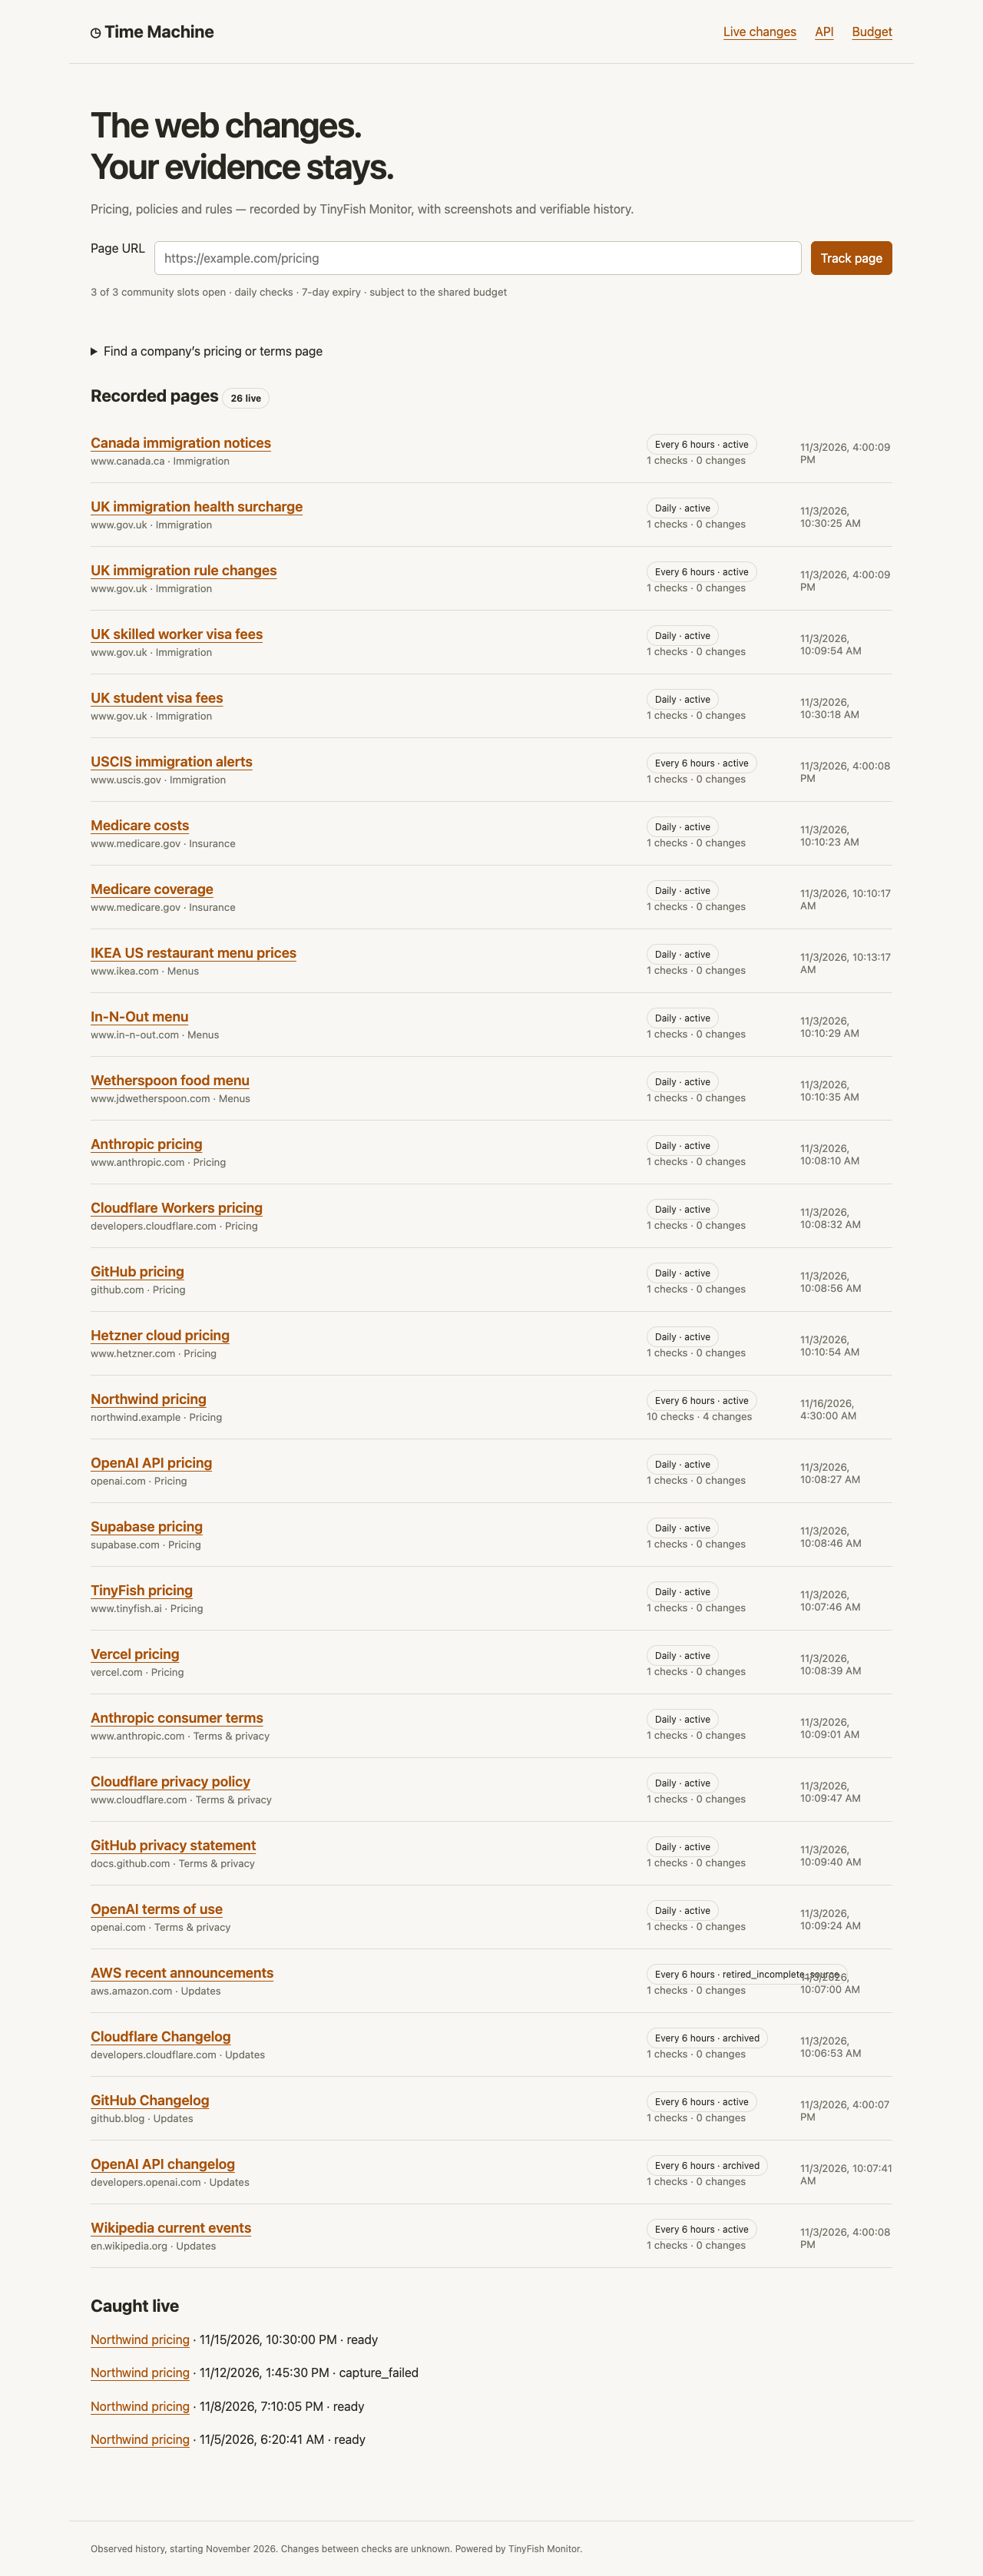 ◷ Time Machine
Live changes API Budget
The web changes.
Your evidence stays.
Pricing, policies and rules — recorded by TinyFish Monitor, with screenshots and verifiable history.
Page URL https://example.com/pricing Track page
3 of 3 community slots open · daily checks · 7-day expiry · subject to the shared budget
▶ Find a company's pricing or terms page
Recorded pages 26 live
Canada immigration notices
www.canada.ca · Immigration
Every 6 hours · active
1 checks · 0 changes
11/3/2026, 4:00:09
PM
UK immigration health surcharge
www.gov.uk · Immigration
Daily · active
1 checks · 0 changes
11/3/2026,
10:30:25 AM
UK immigration rule changes
www.gov.uk · Immigration
Every 6 hours · active
1 checks · 0 changes
11/3/2026, 4:00:09
PM
UK skilled worker visa fees
www.gov.uk · Immigration
Daily · active
1 checks · 0 changes
11/3/2026,
10:09:54 AM
UK student visa fees
www.gov.uk · Immigration
Daily · active
1 checks · 0 changes
11/3/2026,
10:30:18 AM
USCIS immigration alerts
www.uscis.gov · Immigration
Every 6 hours · active
1 checks · 0 changes
11/3/2026, 4:00:08
PM
Medicare costs
www.medicare.gov · Insurance
Daily · active
1 checks · 0 changes
11/3/2026,
10:10:23 AM
Medicare coverage
www.medicare.gov · Insurance
Daily · active
1 checks · 0 changes
11/3/2026, 10:10:17
AM
IKEA US restaurant menu prices
www.ikea.com · Menus
Daily · active
1 checks · 0 changes
11/3/2026, 10:13:17
AM
In-N-Out menu
www.in-n-out.com · Menus
Daily · active
1 checks · 0 changes
11/3/2026,
10:10:29 AM
Wetherspoon food menu
www.jdwetherspoon.com · Menus
Daily · active
1 checks · 0 changes
11/3/2026,
10:10:35 AM
Anthropic pricing
www.anthropic.com · Pricing
Daily · active
1 checks · 0 changes
11/3/2026,
10:08:10 AM
Cloudflare Workers pricing
developers.cloudflare.com · Pricing
Daily · active
1 checks · 0 changes
11/3/2026,
10:08:32 AM
GitHub pricing
github.com · Pricing
Daily · active
1 checks · 0 changes
11/3/2026,
10:08:56 AM
Hetzner cloud pricing
www.hetzner.com · Pricing
Daily · active
1 checks · 0 changes
11/3/2026,
10:10:54 AM
Northwind pricing
northwind.example · Pricing
Every 6 hours · active
10 checks · 4 changes
11/16/2026,
4:30:00 AM
OpenAI API pricing
openai.com · Pricing
Daily · active
1 checks · 0 changes
11/3/2026,
10:08:27 AM
Supabase pricing
supabase.com · Pricing
Daily · active
1 checks · 0 changes
11/3/2026,
10:08:46 AM
TinyFish pricing
www.tinyfish.ai · Pricing
Daily · active
1 checks · 0 changes
11/3/2026,
10:07:46 AM
Vercel pricing
vercel.com · Pricing
Daily · active
1 checks · 0 changes
11/3/2026,
10:08:39 AM
Anthropic consumer terms
www.anthropic.com · Terms & privacy
Daily · active
1 checks · 0 changes
11/3/2026,
10:09:01 AM
Cloudflare privacy policy
www.cloudflare.com · Terms & privacy
Daily · active
1 checks · 0 changes
11/3/2026,
10:09:47 AM
GitHub privacy statement
docs.github.com · Terms & privacy
Daily · active
1 checks · 0 changes
11/3/2026,
10:09:40 AM
OpenAI terms of use
openai.com · Terms & privacy
Daily · active
1 checks · 0 changes
11/3/2026,
10:09:24 AM
AWS recent announcements
aws.amazon.com · Updates
Every 6 hours · retired_incomplete_source
1 checks · 0 changes
11/3/2026,
10:07:00 AM
Cloudflare Changelog
developers.cloudflare.com · Updates
Every 6 hours · archived
1 checks · 0 changes
11/3/2026,
10:06:53 AM
GitHub Changelog
github.blog · Updates
Every 6 hours · active
1 checks · 0 changes
11/3/2026, 4:00:07
PM
OpenAI API changelog
developers.openai.com · Updates
Every 6 hours · archived
1 checks · 0 changes
11/3/2026, 10:07:41
AM
Wikipedia current events
en.wikipedia.org · Updates
Every 6 hours · active
1 checks · 0 changes
11/3/2026, 4:00:08
PM
Caught live
Northwind pricing · 11/15/2026, 10:30:00 PM · ready
Northwind pricing · 11/12/2026, 1:45:30 PM · capture_failed
Northwind pricing · 11/8/2026, 7:10:05 PM · ready
Northwind pricing · 11/5/2026, 6:20:41 AM · ready
Observed history, starting November 2026. Changes between checks are unknown. Powered by TinyFish Monitor.